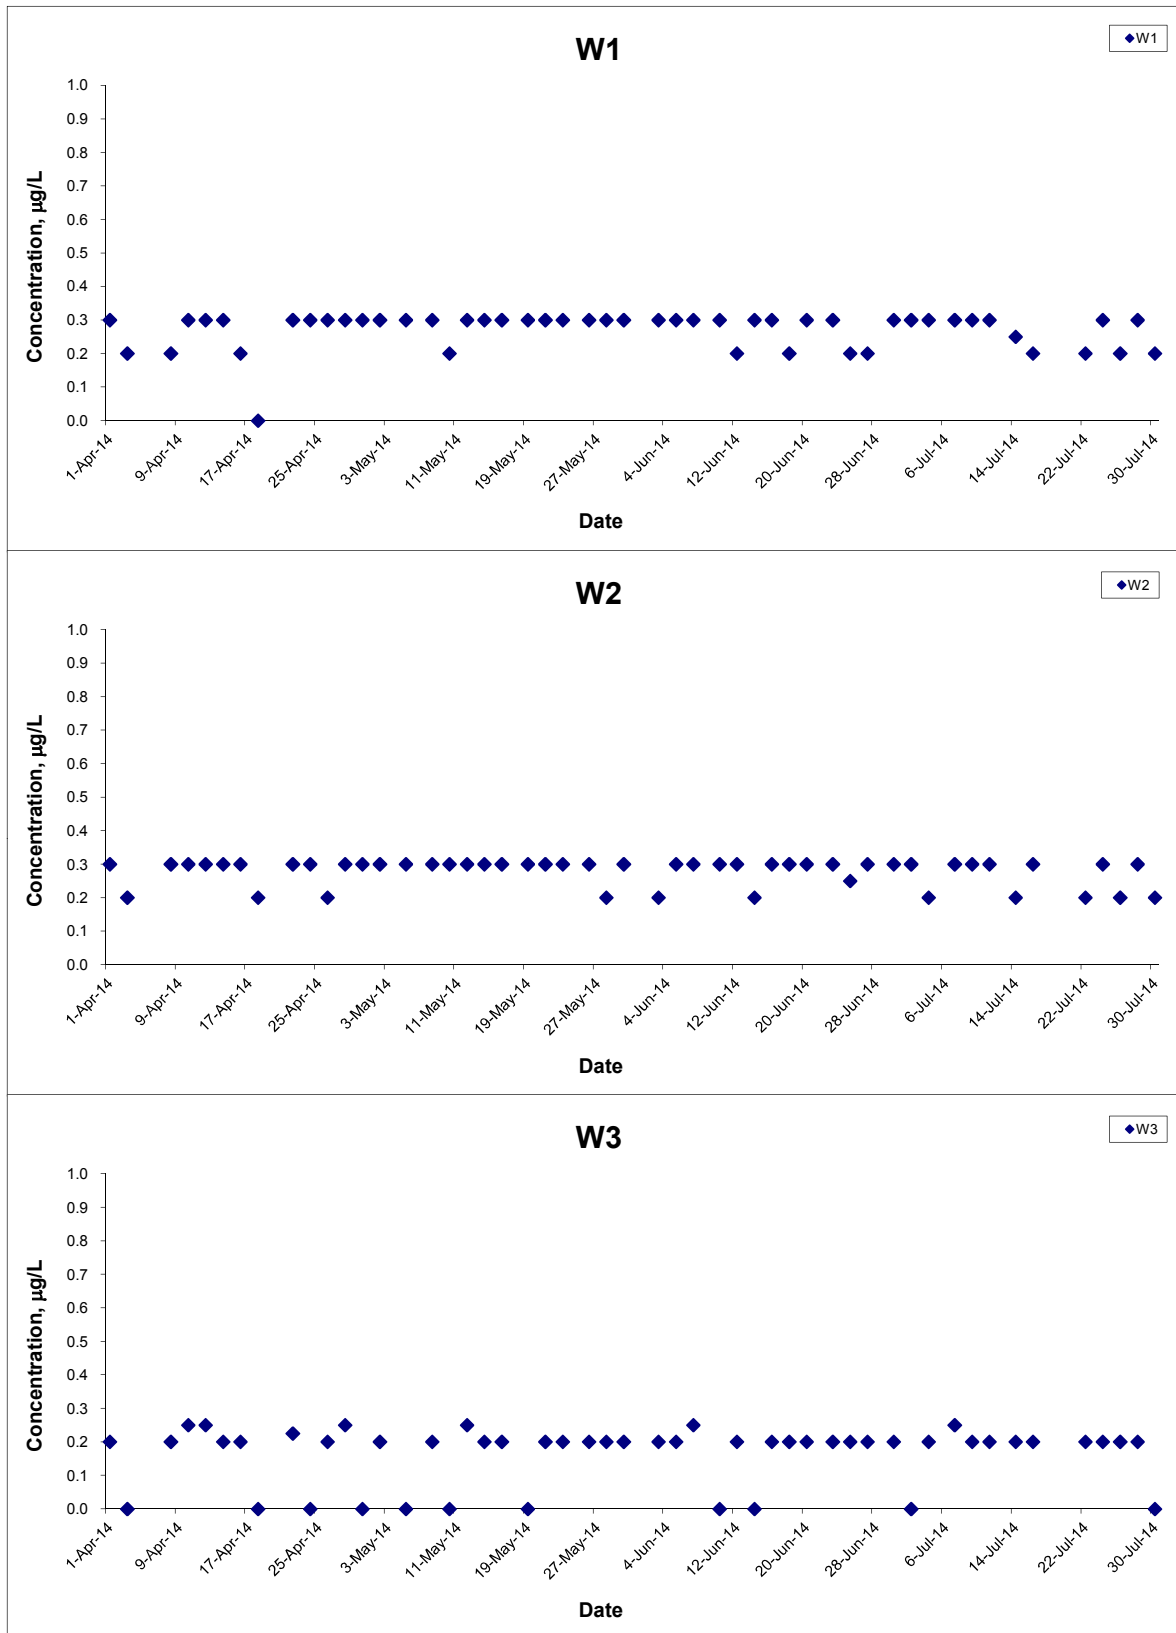 W1
W1
1.0
0.9
0.8
0.7
0.6
0.5
0.4
0.3
0.2
0.1
0.0
Concentration, µg/L
1-Apr-14
9-Apr-14
17-Apr-14
25-Apr-14
3-May-14
11-May-14
19-May-14
27-May-14
4-Jun-14
12-Jun-14
20-Jun-14
28-Jun-14
6-Jul-14
14-Jul-14
22-Jul-14
30-Jul-14
Date
W2
W2
1.0
0.9
0.8
0.7
0.6
0.5
0.4
0.3
0.2
0.1
0.0
Concentration, µg/L
1-Apr-14
9-Apr-14
17-Apr-14
25-Apr-14
3-May-14
11-May-14
19-May-14
27-May-14
4-Jun-14
12-Jun-14
20-Jun-14
28-Jun-14
6-Jul-14
14-Jul-14
22-Jul-14
30-Jul-14
Date
W3
W3
1.0
0.9
0.8
0.7
0.6
0.5
0.4
0.3
0.2
0.1
0.0
Concentration, µg/L
1-Apr-14
9-Apr-14
17-Apr-14
25-Apr-14
3-May-14
11-May-14
19-May-14
27-May-14
4-Jun-14
12-Jun-14
20-Jun-14
28-Jun-14
6-Jul-14
14-Jul-14
22-Jul-14
30-Jul-14
Date